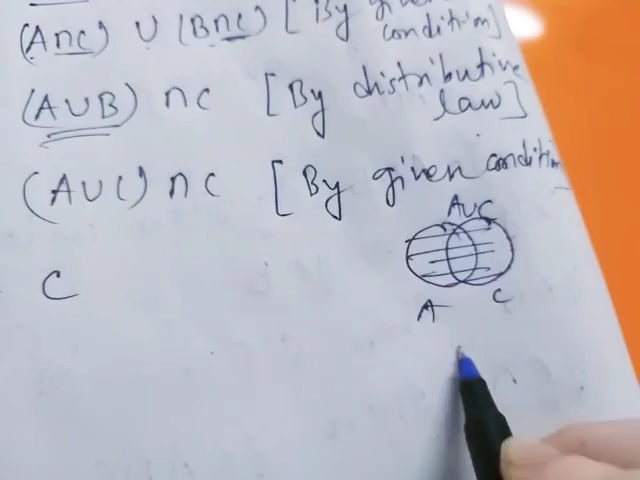 (A∩C) ∪ (B∩C) [By given
condition]
(A∪B) ∩C [By distributive
law]
(A∪C) ∩C [By given condition
A∪C
C
A C